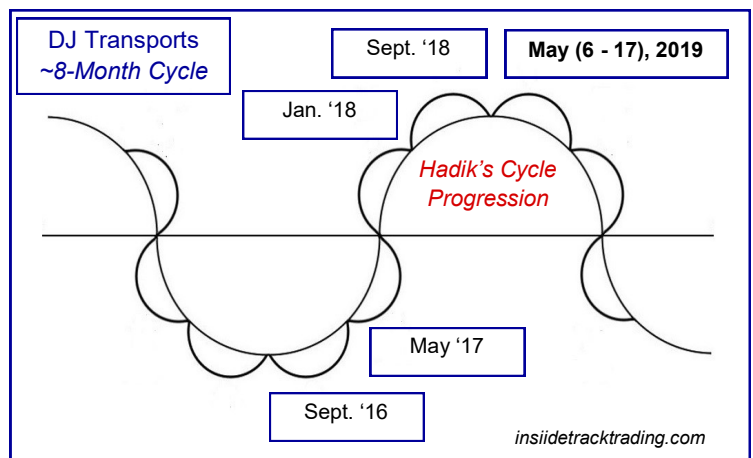 DJ Transports
~8-Month Cycle
Sept. ‘18
May (6 - 17), 2019
Jan. ‘18
Hadik’s Cycle
Progression
May ‘17
Sept. ‘16
insiidetracktrading.com